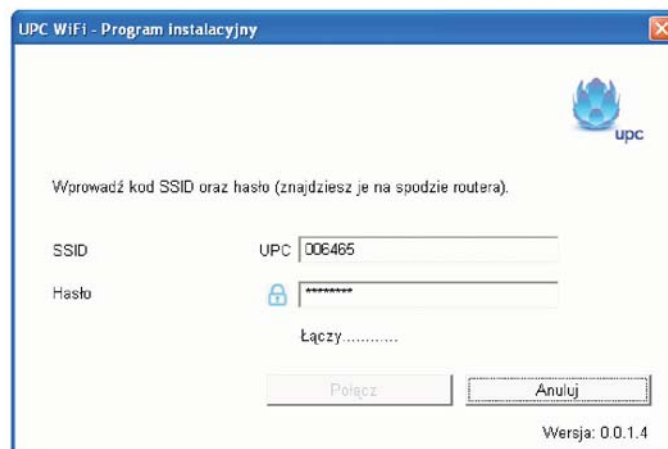 UPC WiFi - Program instalacyjny
upc
Wprowadź kod SSID oraz hasło (znajdziesz je na spodzie routera).
SSID UPC 006465
Hasło ********
Łączy............
Połącz Anuluj
Wersja: 0.0.1.4